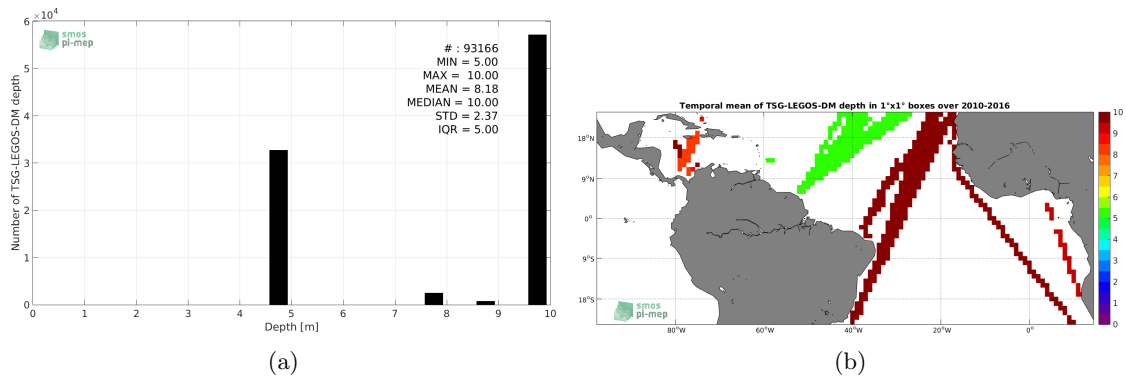 ×10⁴
6
5
4
3
2
1
0
Number of TSG-LEGOS-DM depth
smos
pi-mep
# : 93166
MIN = 5.00
MAX = 10.00
MEAN = 8.18
MEDIAN = 10.00
STD = 2.37
IQR = 5.00
0 1 2 3 4 5 6 7 8 9 10
Depth [m]
(a)
Temporal mean of TSG-LEGOS-DM depth in 1°x1° boxes over 2010-2016
18°N
9°N
0°
9°S
18°S
smos
pi-mep
80°W 60°W 40°W 20°W 0°
10
9
8
7
6
5
4
3
2
1
0
(b)